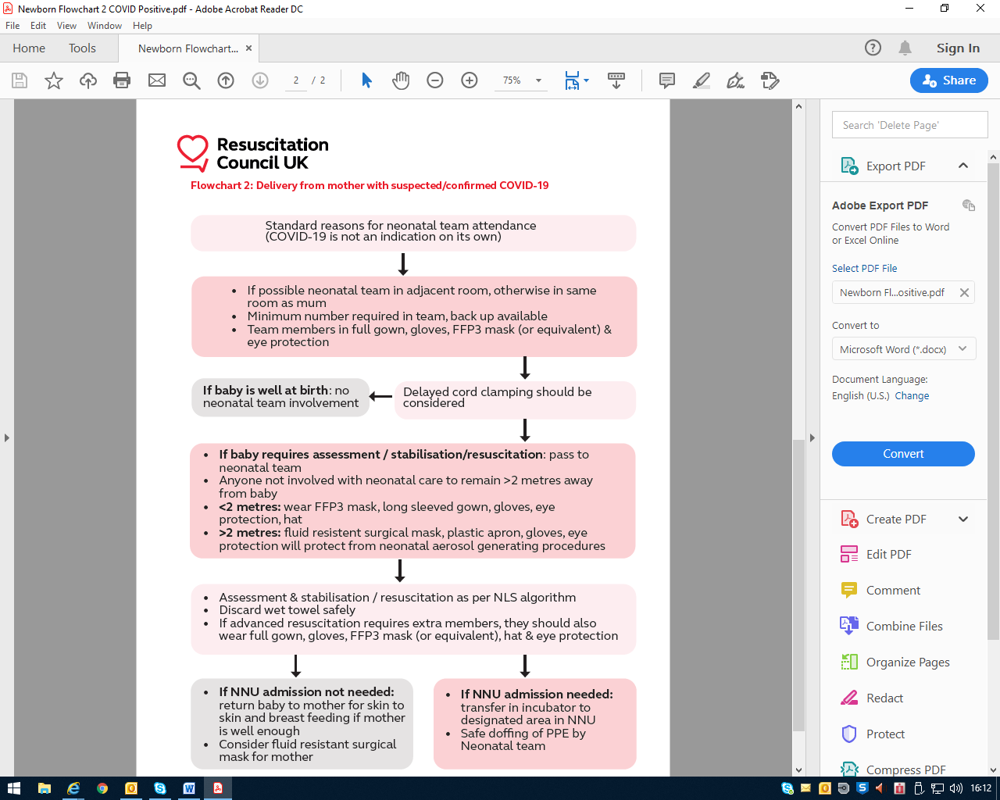 Newborn Flowchart 2 COVID Positive.pdf - Adobe Acrobat Reader DC
File Edit View Window Help
Home Tools Newborn Flowchart... ×
Sign In
2 / 2
75%
Share
Resuscitation
Council UK
Flowchart 2: Delivery from mother with suspected/confirmed COVID-19
Standard reasons for neonatal team attendance
(COVID-19 is not an indication on its own)
• If possible neonatal team in adjacent room, otherwise in same
room as mum
• Minimum number required in team, back up available
• Team members in full gown, gloves, FFP3 mask (or equivalent) &
eye protection
If baby is well at birth: no
neonatal team involvement
Delayed cord clamping should be
considered
• If baby requires assessment / stabilisation/resuscitation: pass to
neonatal team
• Anyone not involved with neonatal care to remain >2 metres away
from baby
• <2 metres: wear FFP3 mask, long sleeved gown, gloves, eye
protection, hat
• >2 metres: fluid resistent surgical mask, plastic apron, gloves, eye
protection will protect from neonatal aerosol generating procedures
• Assessment & stabilisation / resuscitation as per NLS algorithm
• Discard wet towel safely
• If advanced resuscitation requires extra members, they should also
wear full gown, gloves, FFP3 mask (or equivalent), hat & eye protection
• If NNU admission not needed:
return baby to mother for skin to
skin and breast feeding if mother
is well enough
• Consider fluid resistant surgical
mask for mother
• If NNU admission needed:
transfer in incubator to
designated area in NNU
• Safe doffing of PPE by
Neonatal team
Search 'Delete Page'
Export PDF
Adobe Export PDF
Convert PDF Files to Word
or Excel Online
Select PDF File
Newborn Fl...ositive.pdf
Convert to
Microsoft Word (*.docx)
Document Language:
English (U.S.) Change
Convert
Create PDF
Edit PDF
Comment
Combine Files
Organize Pages
Redact
Protect
Compress PDF
16:12